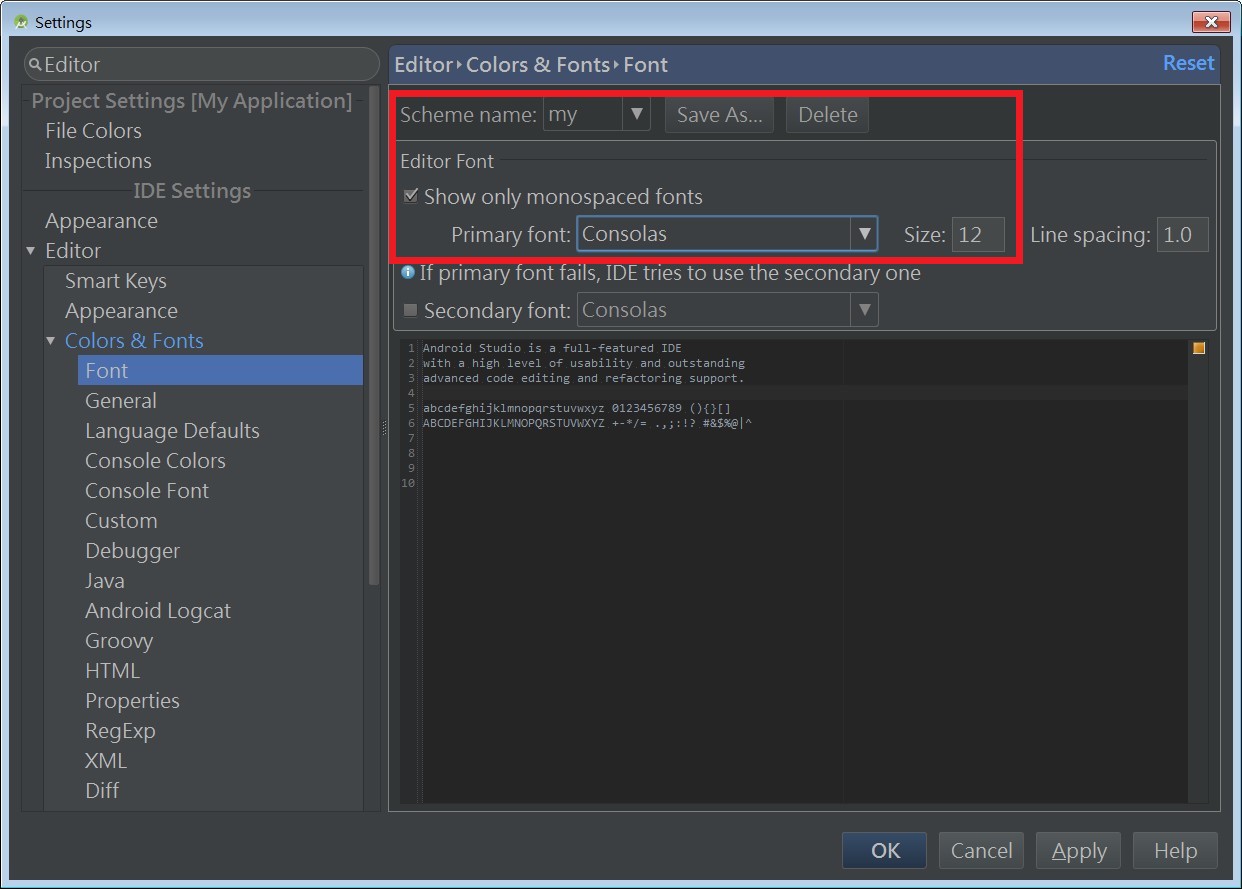 Settings
Editor
Project Settings [My Application]
File Colors
Inspections
IDE Settings
Appearance
Editor
Smart Keys
Appearance
Colors & Fonts
Font
General
Language Defaults
Console Colors
Console Font
Custom
Debugger
Java
Android Logcat
Groovy
HTML
Properties
RegExp
XML
Diff
Editor › Colors & Fonts › Font Reset
Scheme name: my Save As... Delete
Editor Font
Show only monospaced fonts
Primary font: Consolas Size: 12 Line spacing: 1.0
If primary font fails, IDE tries to use the secondary one
Secondary font: Consolas
1 Android Studio is a full-featured IDE
2 with a high level of usability and outstanding
3 advanced code editing and refactoring support.
4
5 abcdefghijklmnopqrstuvwxyz 0123456789 (){}[]
6 ABCDEFGHIJKLMNOPQRSTUVWXYZ +-*/= .,;:!? #&$%@|^
7
8
9
10
OK Cancel Apply Help